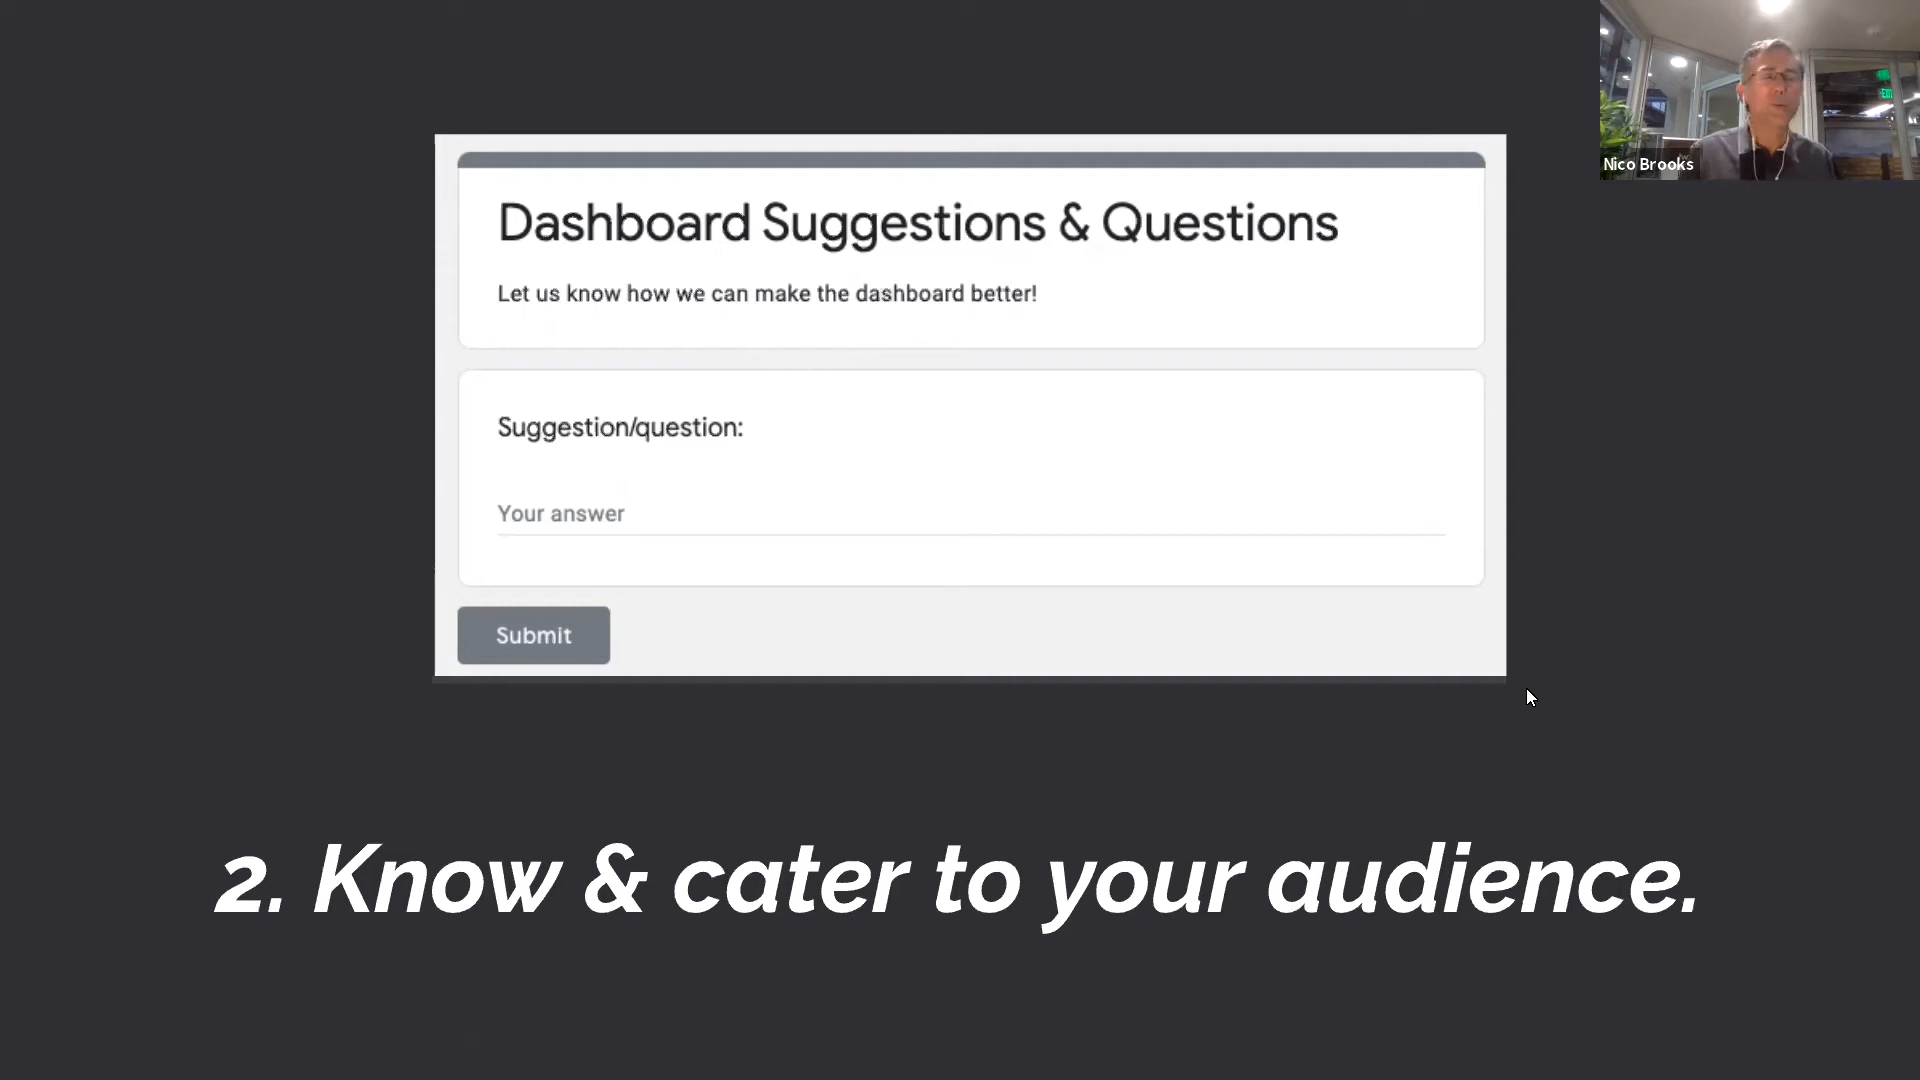 Nico Brooks
Dashboard Suggestions & Questions
Let us know how we can make the dashboard better!
Suggestion/question:
Your answer
Submit
2. Know & cater to your audience.